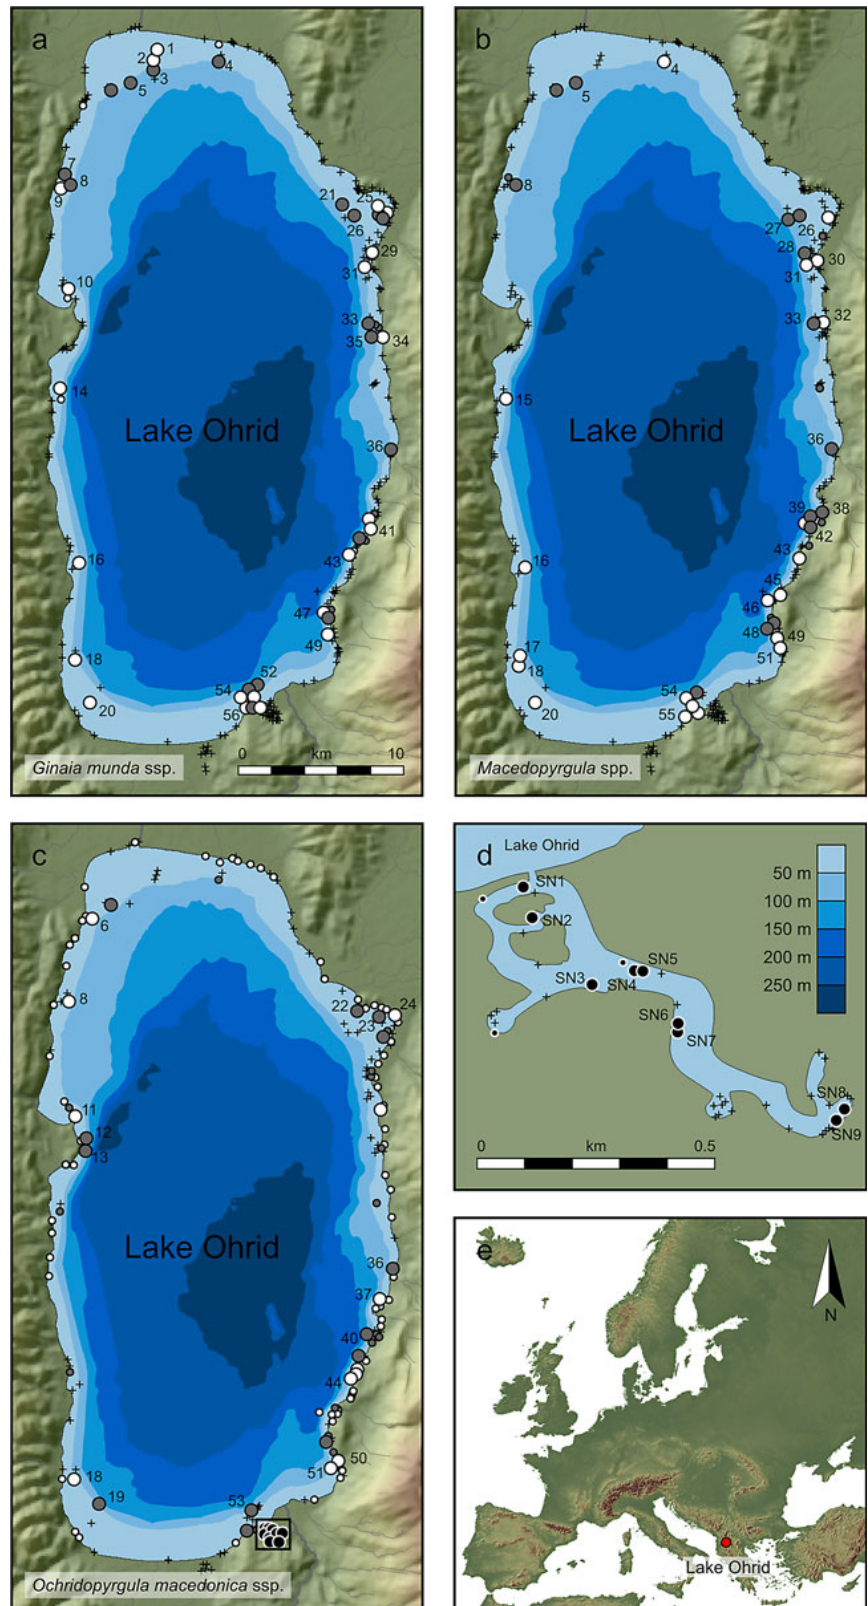 a
1
2
3
4
5
7
8
9
10
14
16
18
20
21
25
26
29
31
33
34
35
36
41
43
47
49
52
54
56
Lake Ohrid
Ginaia munda ssp.
0 km 10
b
4
5
8
15
16
17
18
20
26
27
28
30
31
32
33
36
38
39
42
43
45
46
48
49
51
54
55
Lake Ohrid
Macedopyrgula spp.
c
6
8
11
12
13
18
19
22
23
24
36
37
40
44
50
51
53
Lake Ohrid
Ochridopyrgula macedonica ssp.
d
Lake Ohrid
SN1
SN2
SN3
SN4
SN5
SN6
SN7
SN8
SN9
50 m
100 m
150 m
200 m
250 m
0 km 0.5
e
N
Lake Ohrid